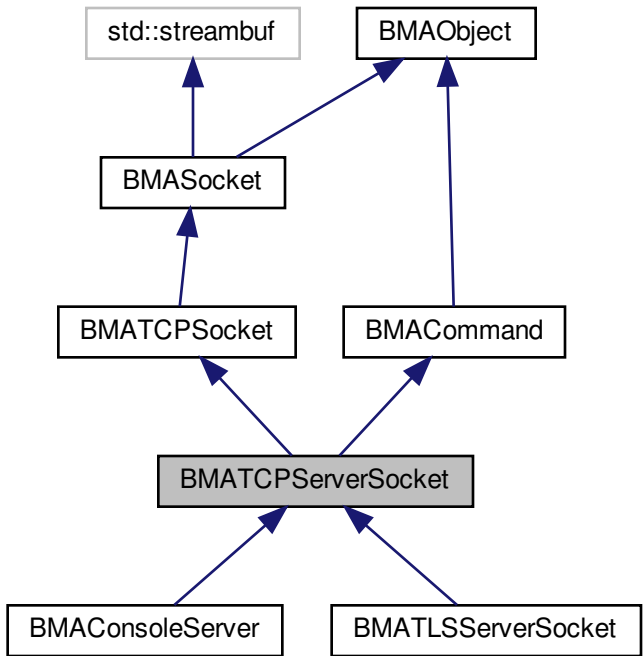 std::streambuf
BMAObject
BMASocket
BMATCPSocket
BMACommand
BMATCPServerSocket
BMAConsoleServer
BMATLSServerSocket